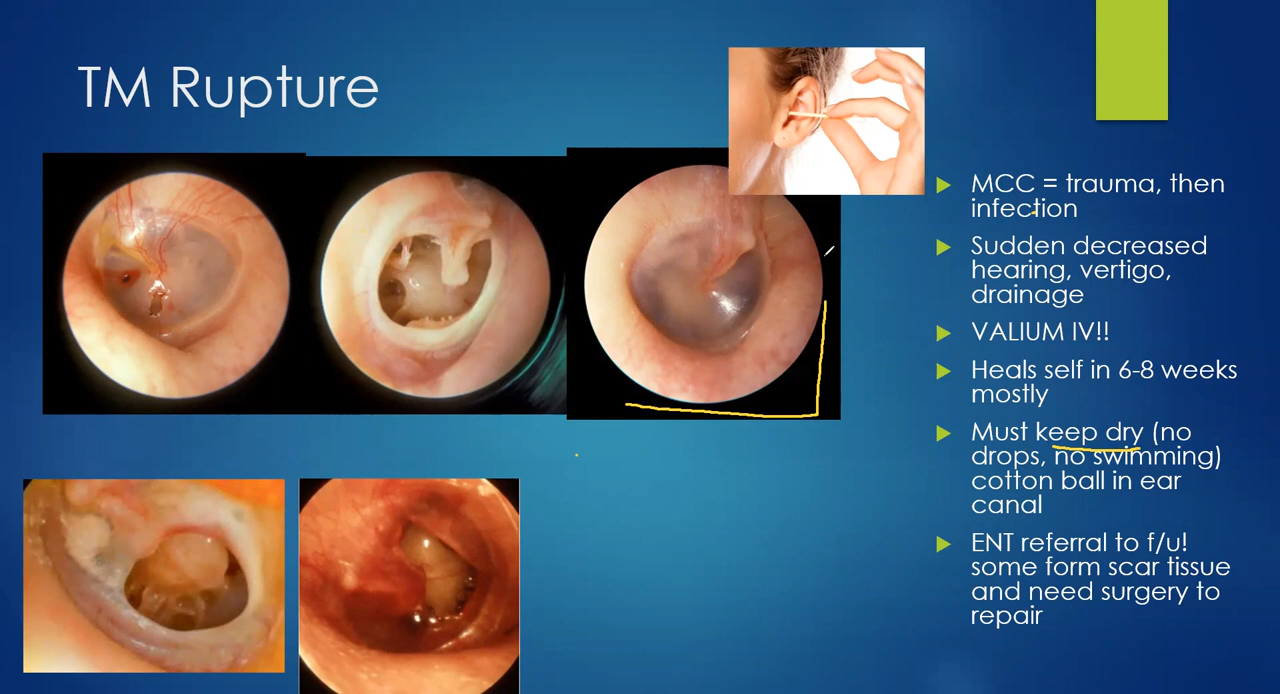 TM Rupture
MCC = trauma, then
infection
Sudden decreased
hearing, vertigo,
drainage
VALIUM IV!!
Heals self in 6-8 weeks
mostly
Must keep dry (no
drops, no swimming)
cotton ball in ear
canal
ENT referral to f/u!
some form scar tissue
and need surgery to
repair